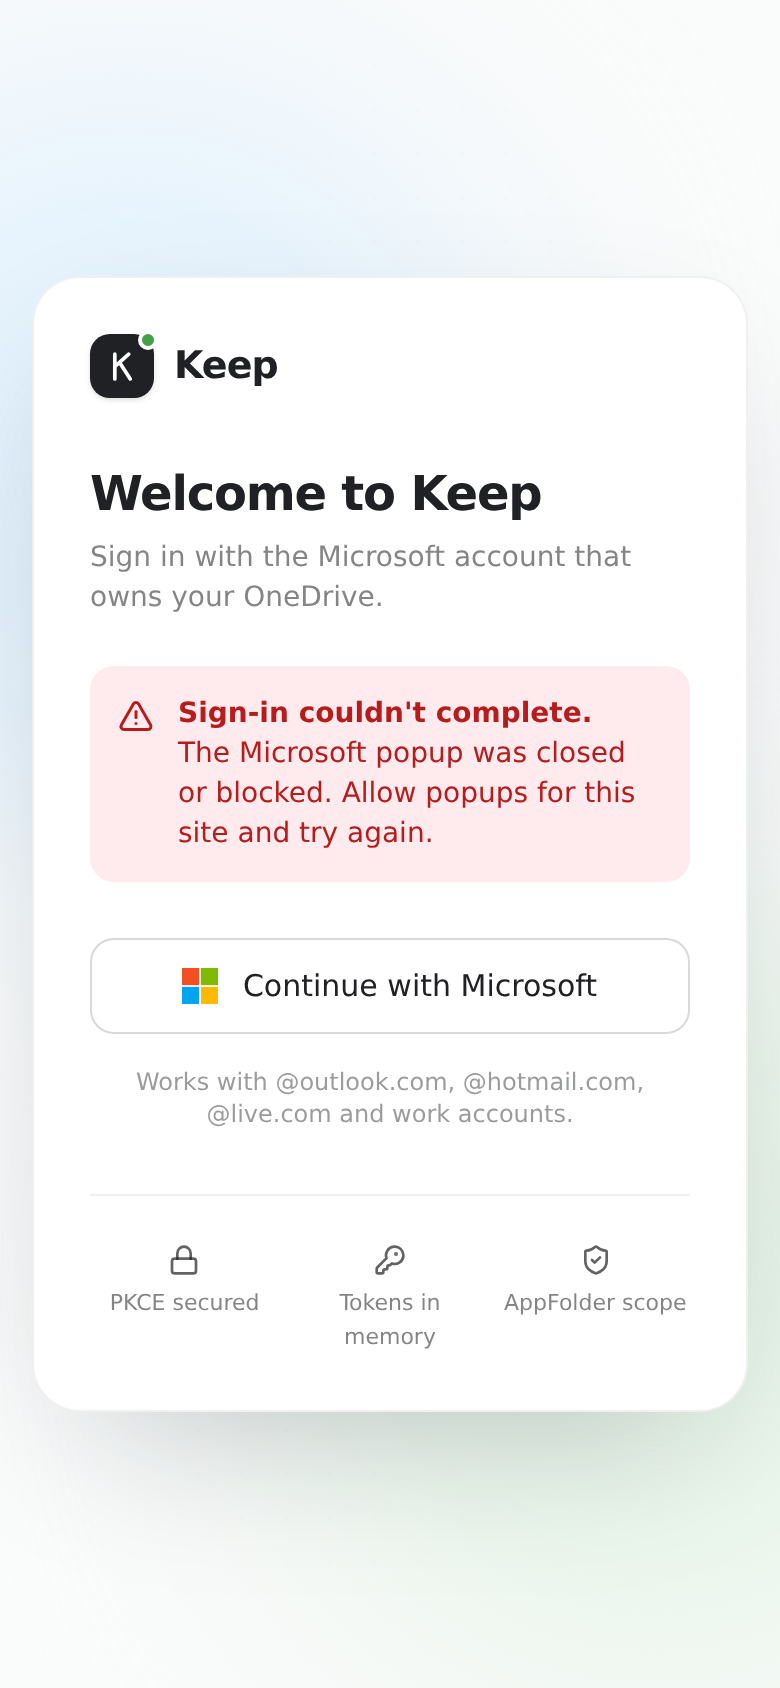 K
Keep
Welcome to Keep
Sign in with the Microsoft account that
owns your OneDrive.
Sign-in couldn't complete.
The Microsoft popup was closed
or blocked. Allow popups for this
site and try again.
Continue with Microsoft
Works with @outlook.com, @hotmail.com,
@live.com and work accounts.
PKCE secured
Tokens in
memory
AppFolder scope